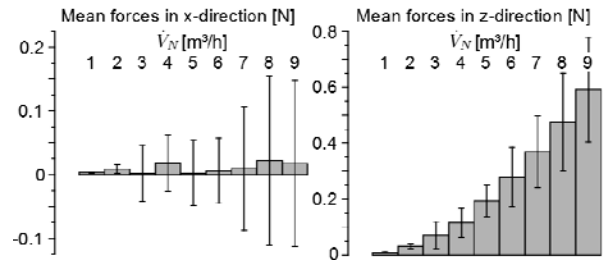 Mean forces in x-direction [N]
V̇_N [m³/h]
1 2 3 4 5 6 7 8 9
0.2
0.1
0
-0.1
Mean forces in z-direction [N]
V̇_N [m³/h]
1 2 3 4 5 6 7 8 9
0.8
0.6
0.4
0.2
0